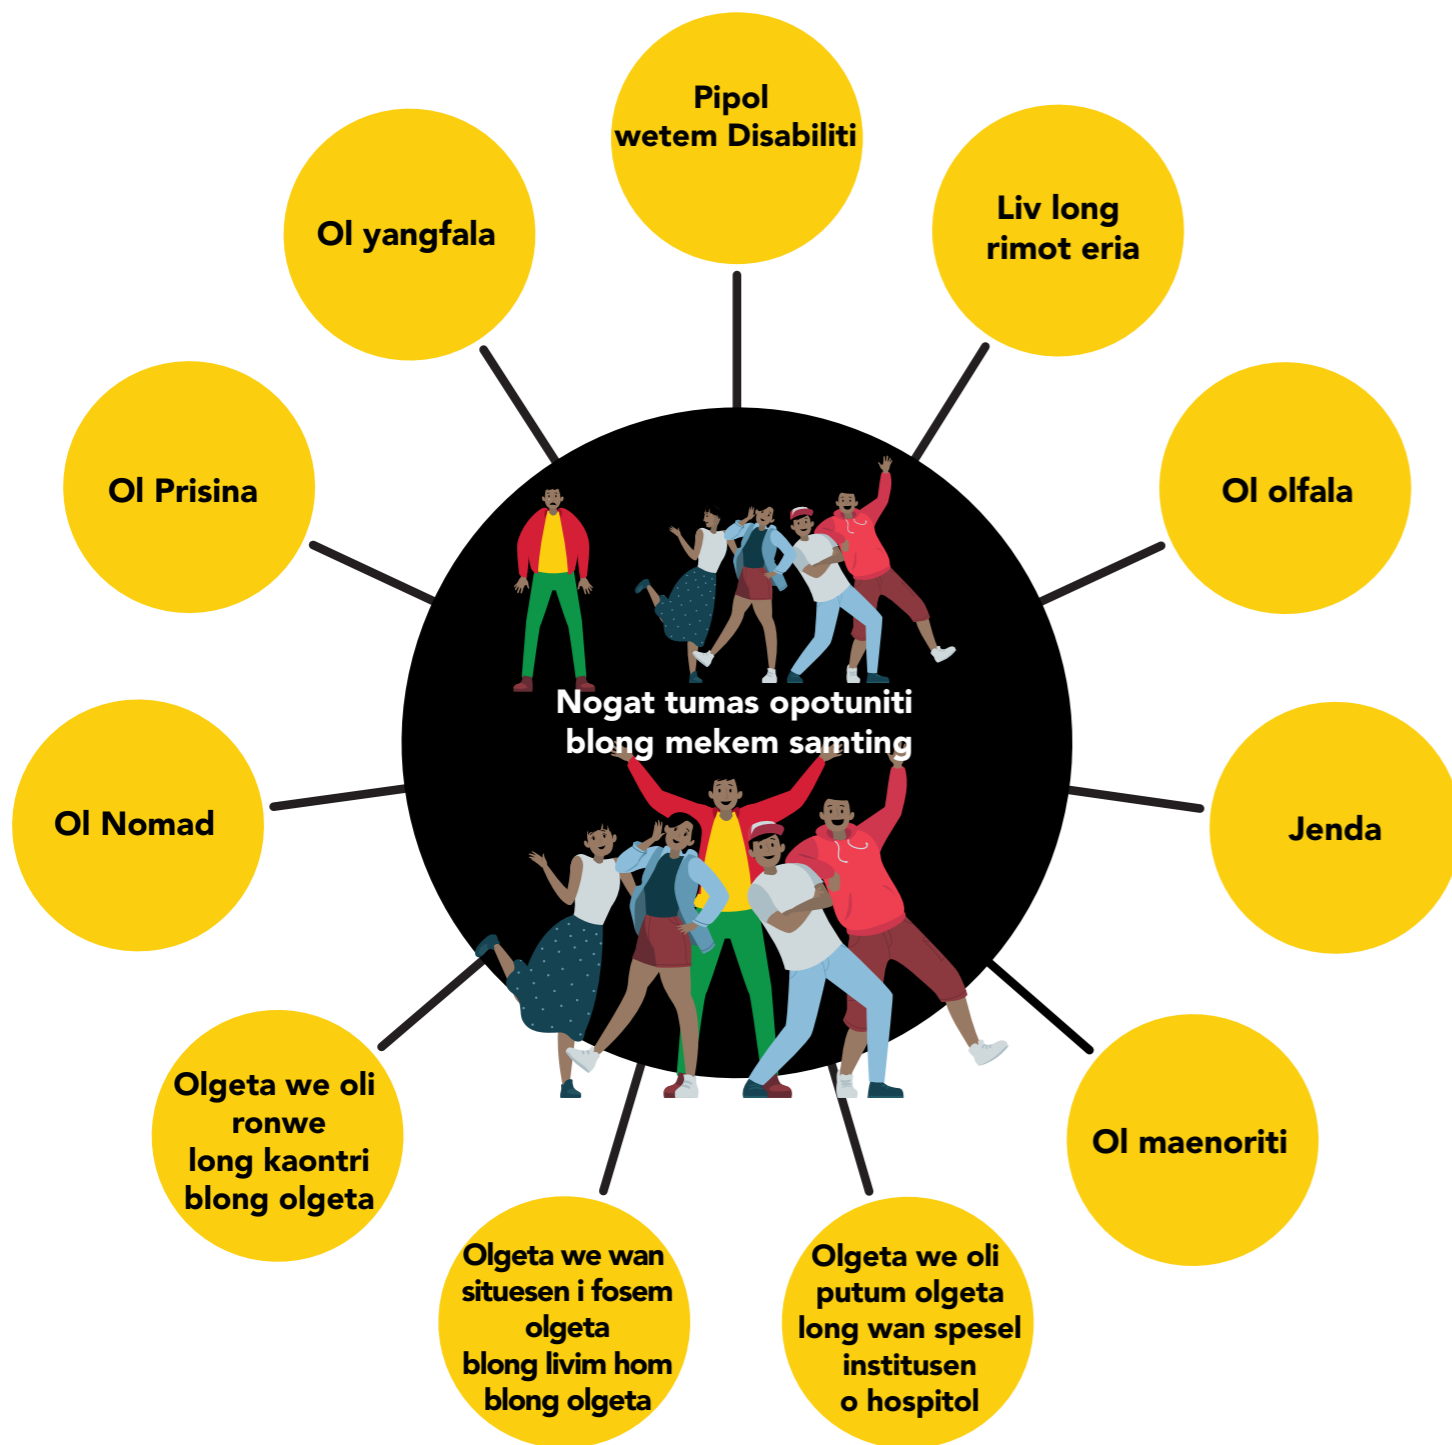 Pipol
wetem Disabiliti
Liv long
rimot eria
Ol olfala
Jenda
Ol maenoriti
Olgeta we oli
putum olgeta
long wan spesel
institusen
o hospitol
Olgeta we wan
situesen i fosem
olgeta
blong livim hom
blong olgeta
Olgeta we oli
ronwe
long kaontri
blong olgeta
Ol Nomad
Ol Prisina
Ol yangfala
Nogat tumas opotuniti
blong mekem samting